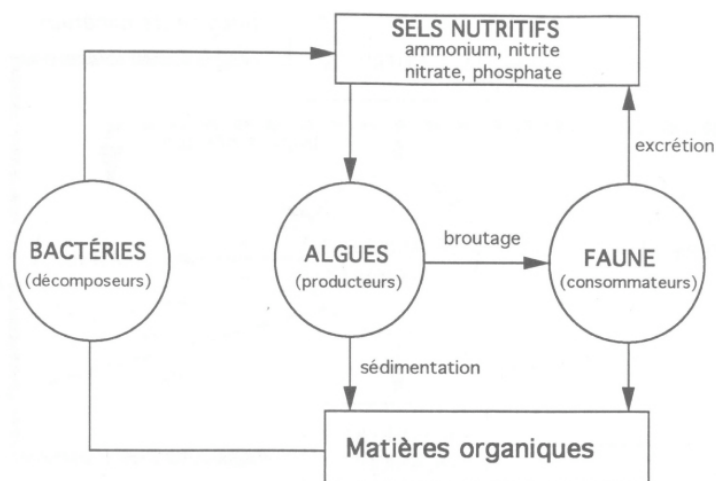 SELS NUTRITIFS
ammonium, nitrite
nitrate, phosphate
excrétion
BACTÉRIES
(décomposeurs)
ALGUES
(producteurs)
broutage
FAUNE
(consommateurs)
sédimentation
Matières organiques